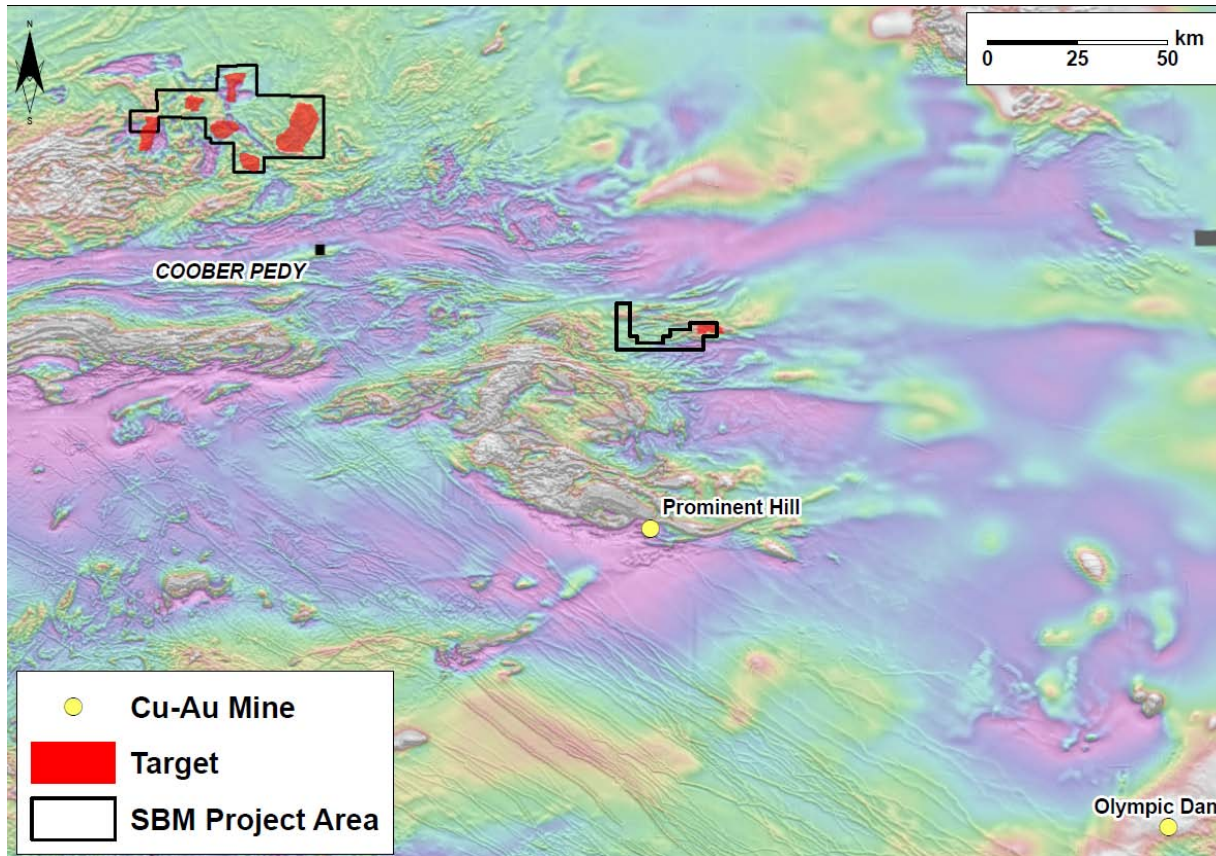 N
S
km
0 25 50
COOBER PEDY
Prominent Hill
Olympic Dam
Cu-Au Mine
Target
SBM Project Area